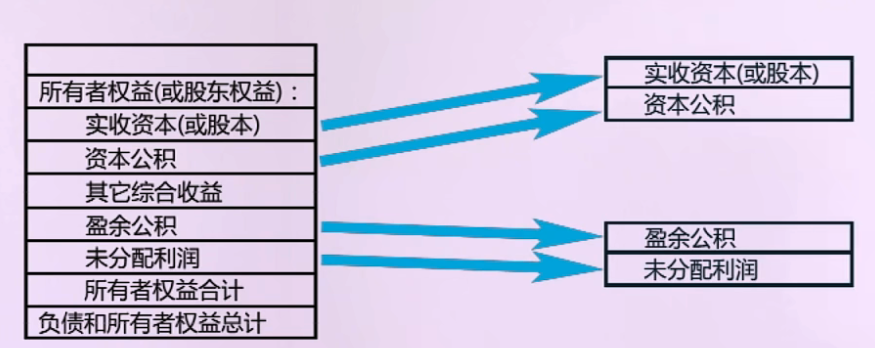 所有者权益(或股东权益)：
实收资本(或股本)
资本公积
其它综合收益
盈余公积
未分配利润
所有者权益合计
负债和所有者权益总计
实收资本(或股本)
资本公积
盈余公积
未分配利润